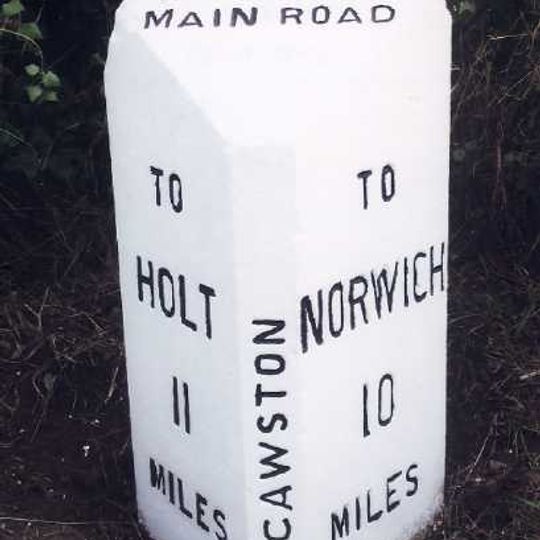 MAIN ROAD
TO
HOLT
11
MILES
CAWSTON
TO
NORWICH
10
MILES